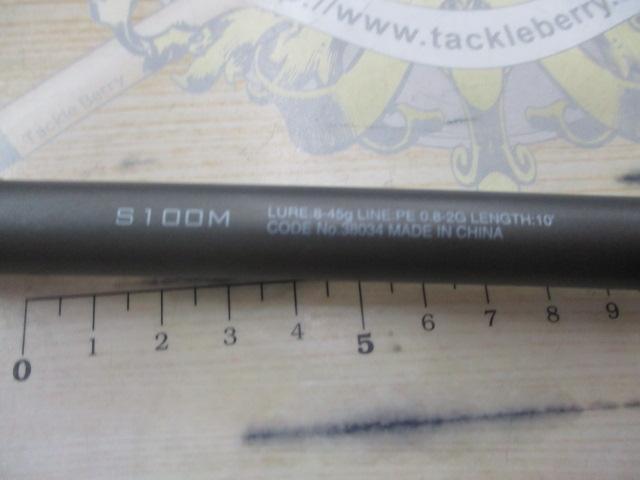 www.tackleberry.
Tackle Berry
S100M
LURE.8-45g LINE.PE 0.8-2G LENGTH:10'
CODE No.38034 MADE IN CHINA
0 1 2 3 4 5 6 7 8 9